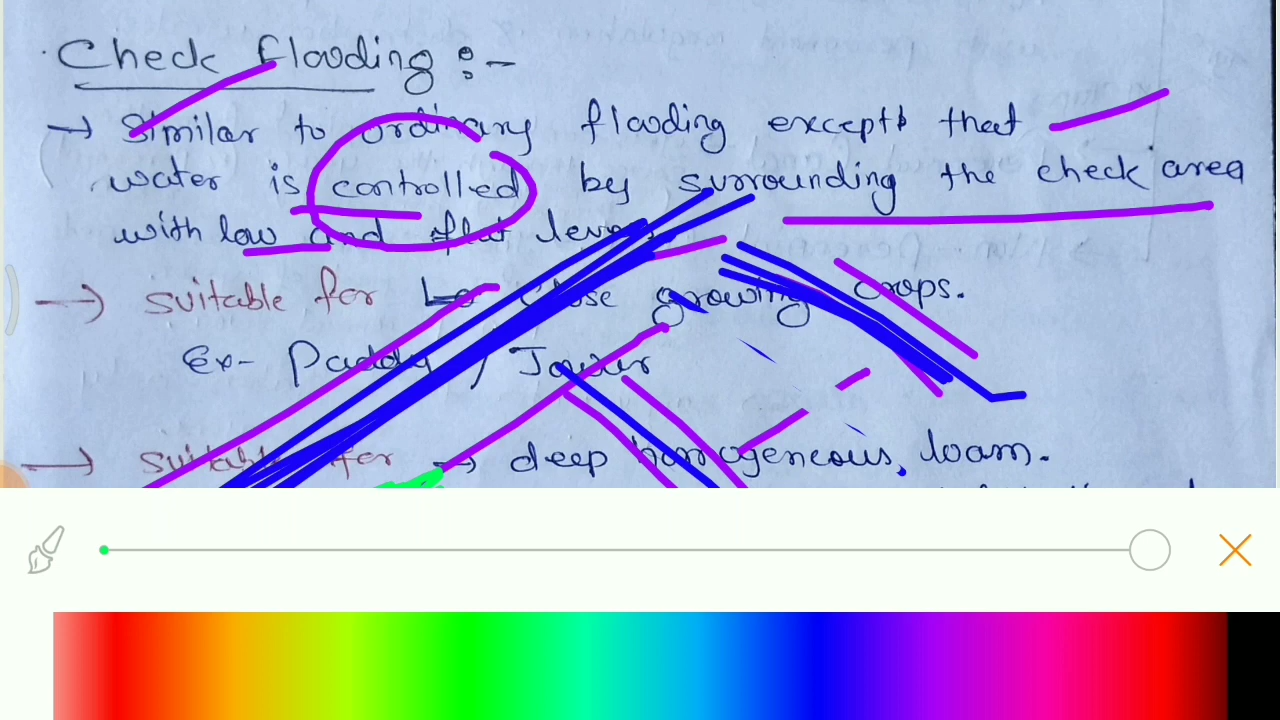 Check flooding :-
→ Similar to ordinary flooding except that
water is controlled by surrounding the check area
with low and flat levees.
→ suitable for close growing crops.
Ex- Paddy / Jowar
→ suitable for → deep homogeneous loam.